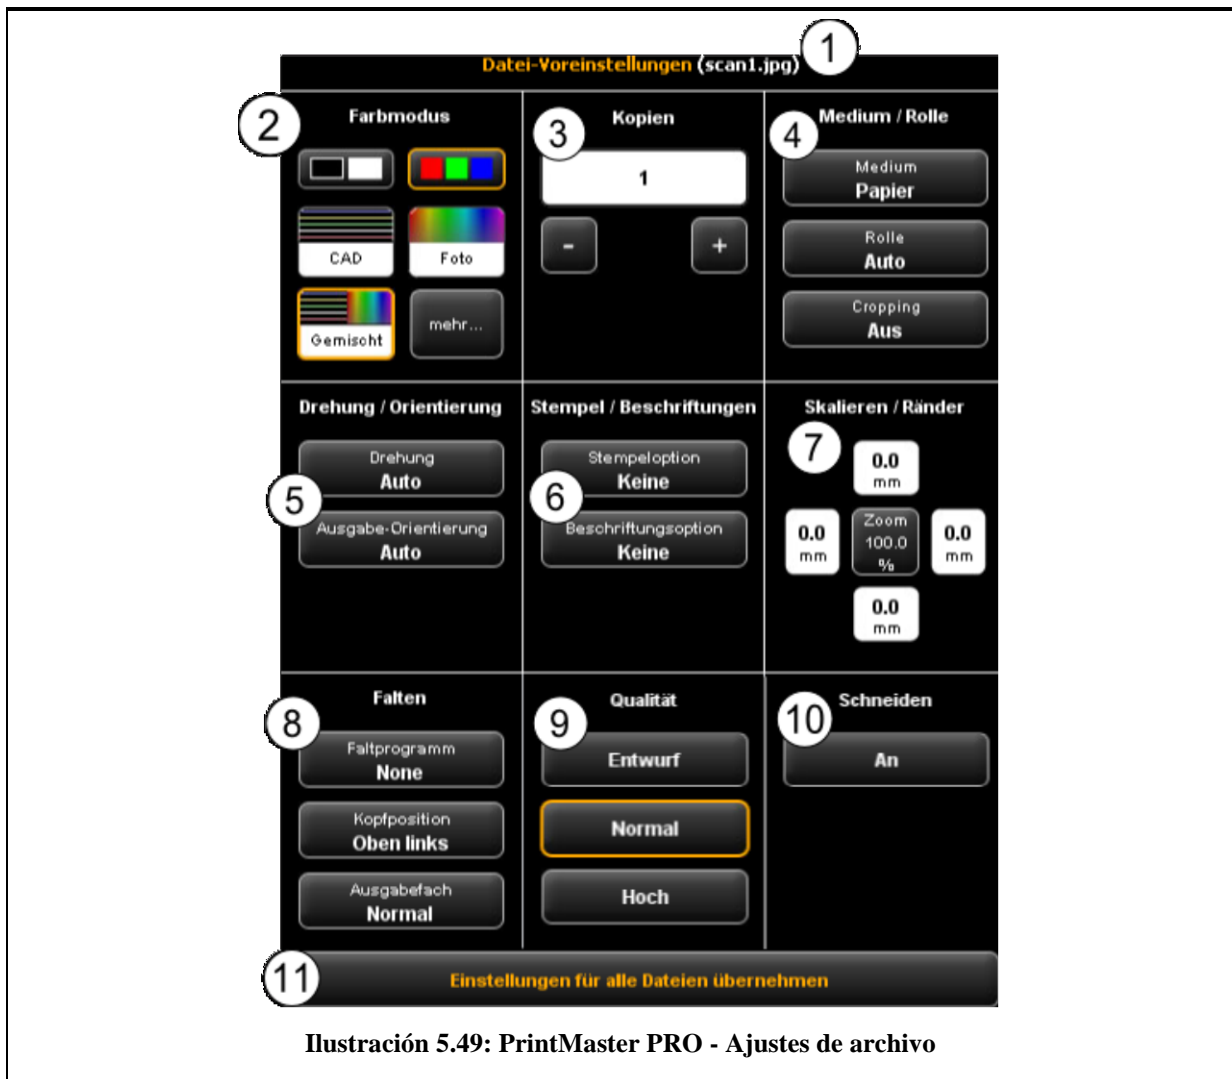 1
Datei-Voreinstellungen (scan1.jpg)
2
Farbmodus
CAD
Foto
Gemischt
mehr...
3
Kopien
1
-
+
4
Medium / Rolle
Medium
Papier
Rolle
Auto
Cropping
Aus
5
Drehung / Orientierung
Drehung
Auto
Ausgabe-Orientierung
Auto
6
Stempel / Beschriftungen
Stempeloption
Keine
Beschriftungsoption
Keine
7
Skalieren / Ränder
0.0
mm
0.0
mm
Zoom
100.0
%
0.0
mm
0.0
mm
8
Falten
Faltprogramm
None
Kopfposition
Oben links
Ausgabefach
Normal
9
Qualität
Entwurf
Normal
Hoch
10
Schneiden
An
11
Einstellungen für alle Dateien übernehmen
Ilustración 5.49: PrintMaster PRO - Ajustes de archivo